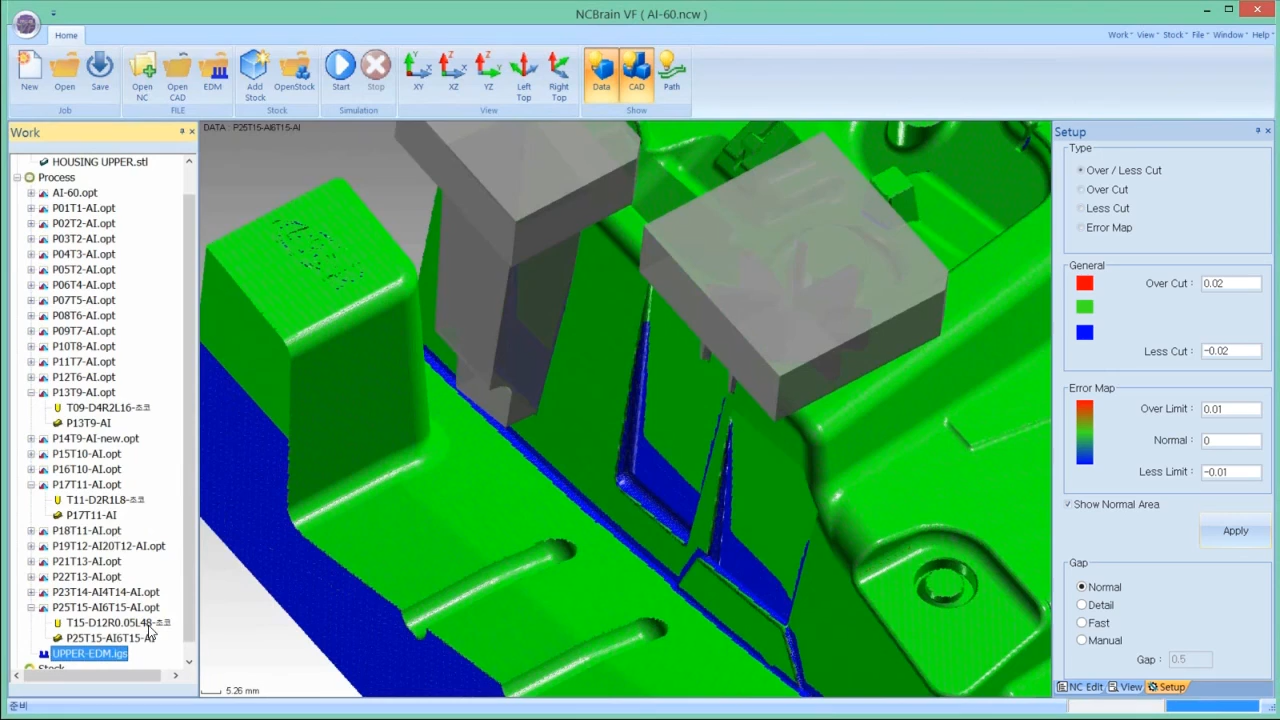 NCBrain VF ( AI-60.ncw )
Home
Work View Stock File Window Help
New Open Save Open NC Open CAD EDM Add Stock OpenStock Start Stop XY XZ YZ Left Top Right Top Data CAD Path
Job FILE Stock Simulation View Show
Work
HOUSING UPPER.stl
Process
AI-60.opt
P01T1-AI.opt
P02T2-AI.opt
P03T2-AI.opt
P04T3-AI.opt
P05T2-AI.opt
P06T4-AI.opt
P07T5-AI.opt
P08T6-AI.opt
P09T7-AI.opt
P10T8-AI.opt
P11T7-AI.opt
P12T6-AI.opt
P13T9-AI.opt
T09-D4R2L16-초코
P13T9-AI
P14T9-AI-new.opt
P15T10-AI.opt
P16T10-AI.opt
P17T11-AI.opt
T11-D2R1L8-초코
P17T11-AI
P18T11-AI.opt
P19T12-AI20T12-AI.opt
P21T13-AI.opt
P22T13-AI.opt
P23T14-AI4T14-AI.opt
P25T15-AI6T15-AI.opt
T15-D12R0.05L48-초코
P25T15-AI6T15-AI
UPPER-EDM.igs
Stock
준비
DATA P25T15-AI6T15-AI
5.26 mm
Setup
Type
Over / Less Cut
Over Cut
Less Cut
Error Map
General
Over Cut : 0.02
Less Cut : -0.02
Error Map
Over Limit : 0.01
Normal : 0
Less Limit : -0.01
Show Normal Area
Apply
Gap
Normal
Detail
Fast
Manual
Gap : 0.5
NC Edit View Setup